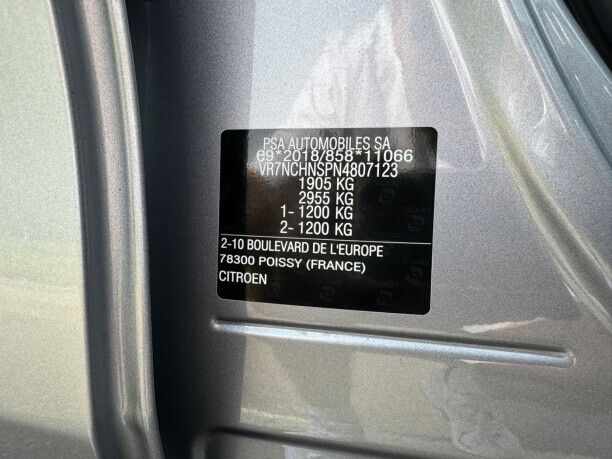 PSA AUTOMOBILES SA
e9*2018/858*11066
VR7NCHNSPN4807123
1905 KG
2955 KG
1- 1200 KG
2- 1200 KG
2-10 BOULEVARD DE L'EUROPE
78300 POISSY (FRANCE)
CITROEN